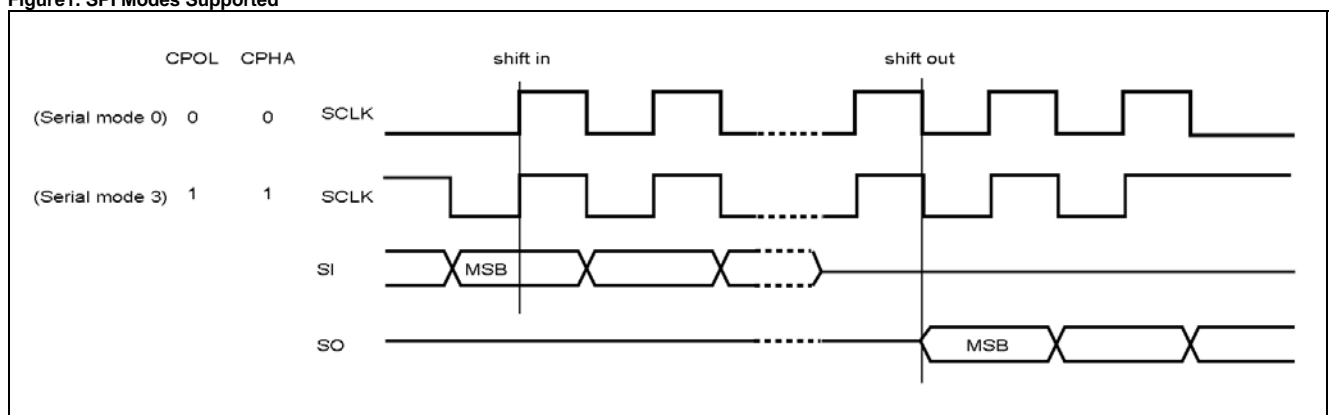 Figure1. SPI Modes Supported
CPOL CPHA shift in shift out
(Serial mode 0) 0 0 SCLK
(Serial mode 3) 1 1 SCLK
SI MSB
SO MSB